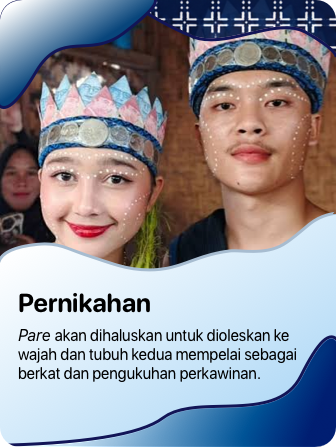 Pernikahan
Pare akan dihaluskan untuk dioleskan ke
wajah dan tubuh kedua mempelai sebagai
berkat dan pengukuhan perkawinan.